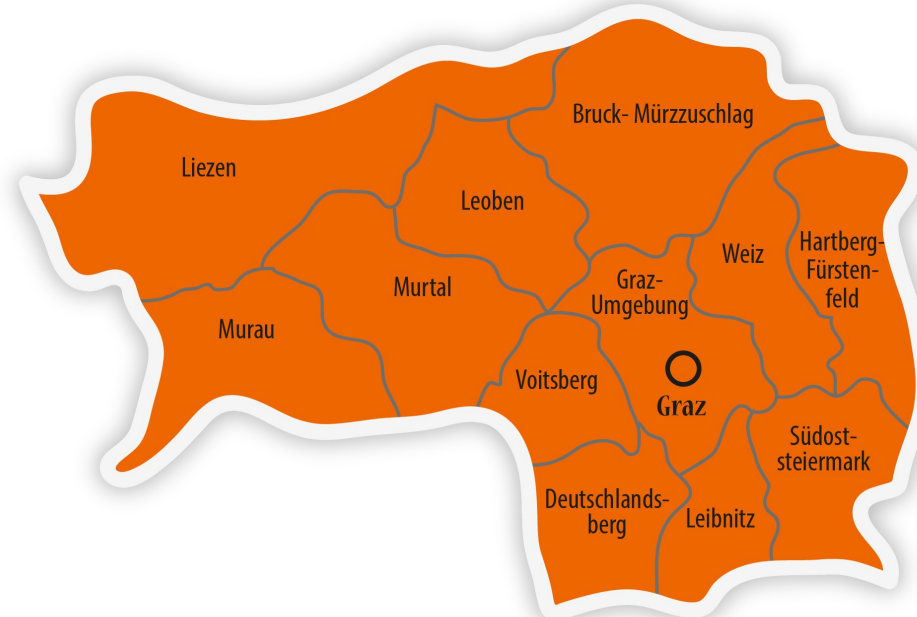 Bruck- Mürzzuschlag
Liezen
Leoben
Weiz
Hartberg-
Fürsten-
feld
Graz-
Umgebung
Murtal
Murau
Voitsberg
Graz
Südost-
steiermark
Deutschlands-
berg
Leibnitz